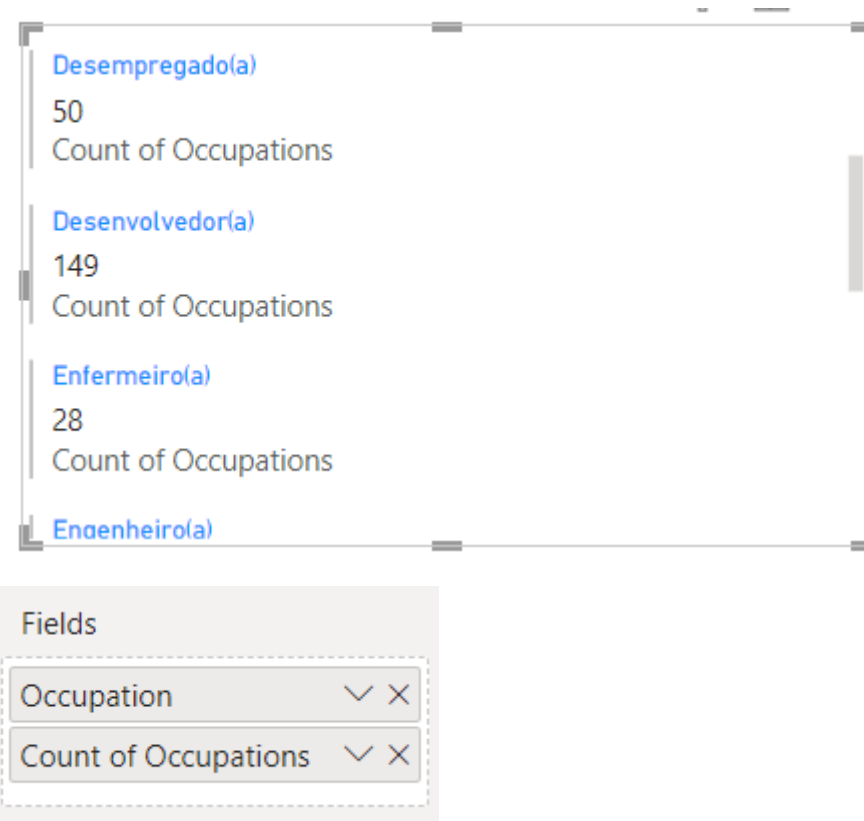 Desempregado(a)
50
Count of Occupations
Desenvolvedor(a)
149
Count of Occupations
Enfermeiro(a)
28
Count of Occupations
Engenheiro(a)
Fields
Occupation
Count of Occupations